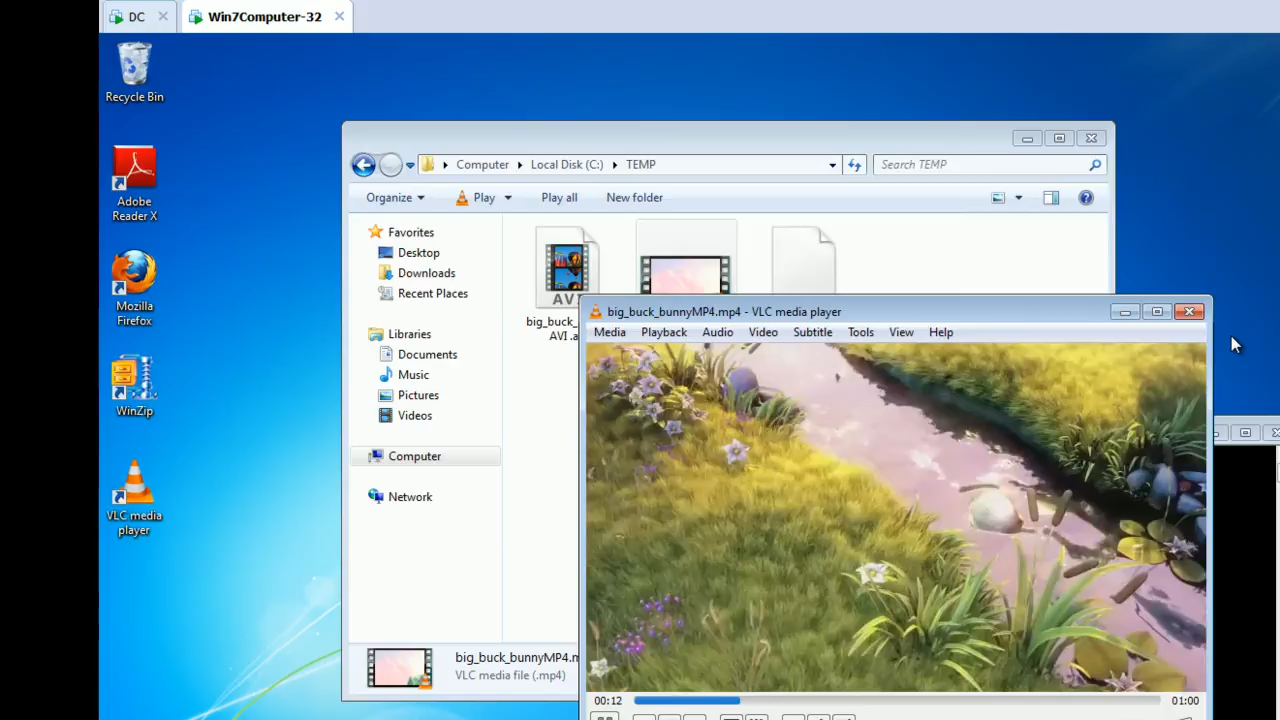 DC
Win7Computer-32
Recycle Bin
Adobe
Reader X
Mozilla
Firefox
WinZip
VLC media
player
Computer
Local Disk (C:)
TEMP
Search TEMP
Organize
Play
Play all
New folder
Favorites
Desktop
Downloads
Recent Places
Libraries
Documents
Music
Pictures
Videos
Computer
Network
AVI
big_buck_
AVI .a
big_buck_bunnyMP4.m
VLC media file (.mp4)
big_buck_bunnyMP4.mp4 - VLC media player
Media Playback Audio Video Subtitle Tools View Help
00:12
01:00